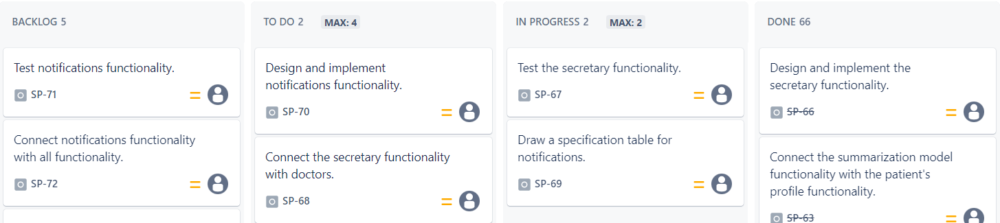 BACKLOG 5
Test notifications functionality.
SP-71
Connect notifications functionality
with all functionality.
SP-72
TO DO 2 MAX: 4
Design and implement
notifications functionality.
SP-70
Connect the secretary functionality
with doctors.
SP-68
IN PROGRESS 2 MAX: 2
Test the secretary functionality.
SP-67
Draw a specification table for
notifications.
SP-69
DONE 66
Design and implement the
secretary functionality.
SP-66
Connect the summarization model
functionality with the patient's
profile functionality.
SP-63